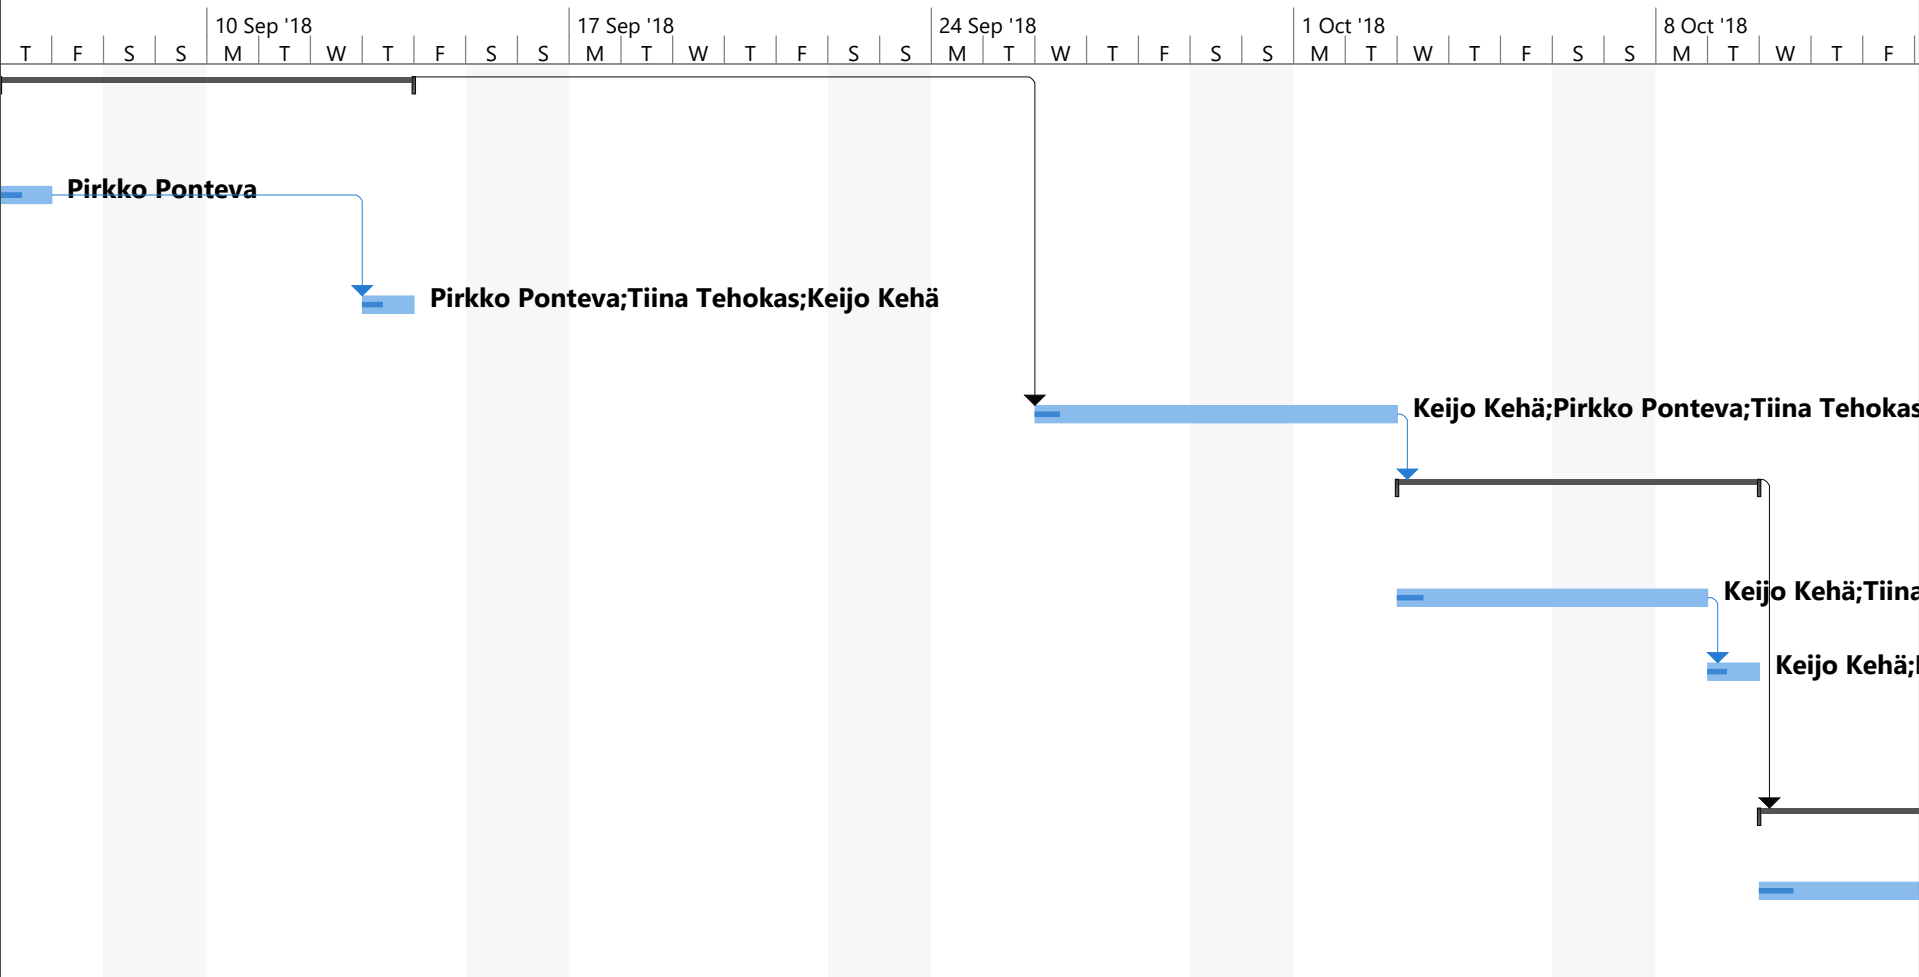 10 Sep '18 17 Sep '18 24 Sep '18 1 Oct '18 8 Oct '18
T F S S M T W T F S S M T W T F S S M T W T F S S M T W T F S S M T W T F
Pirkko Ponteva
Pirkko Ponteva;Tiina Tehokas;Keijo Kehä
Keijo Kehä;Pirkko Ponteva;Tiina Tehokas
Keijo Kehä;Tiina
Keijo Kehä;